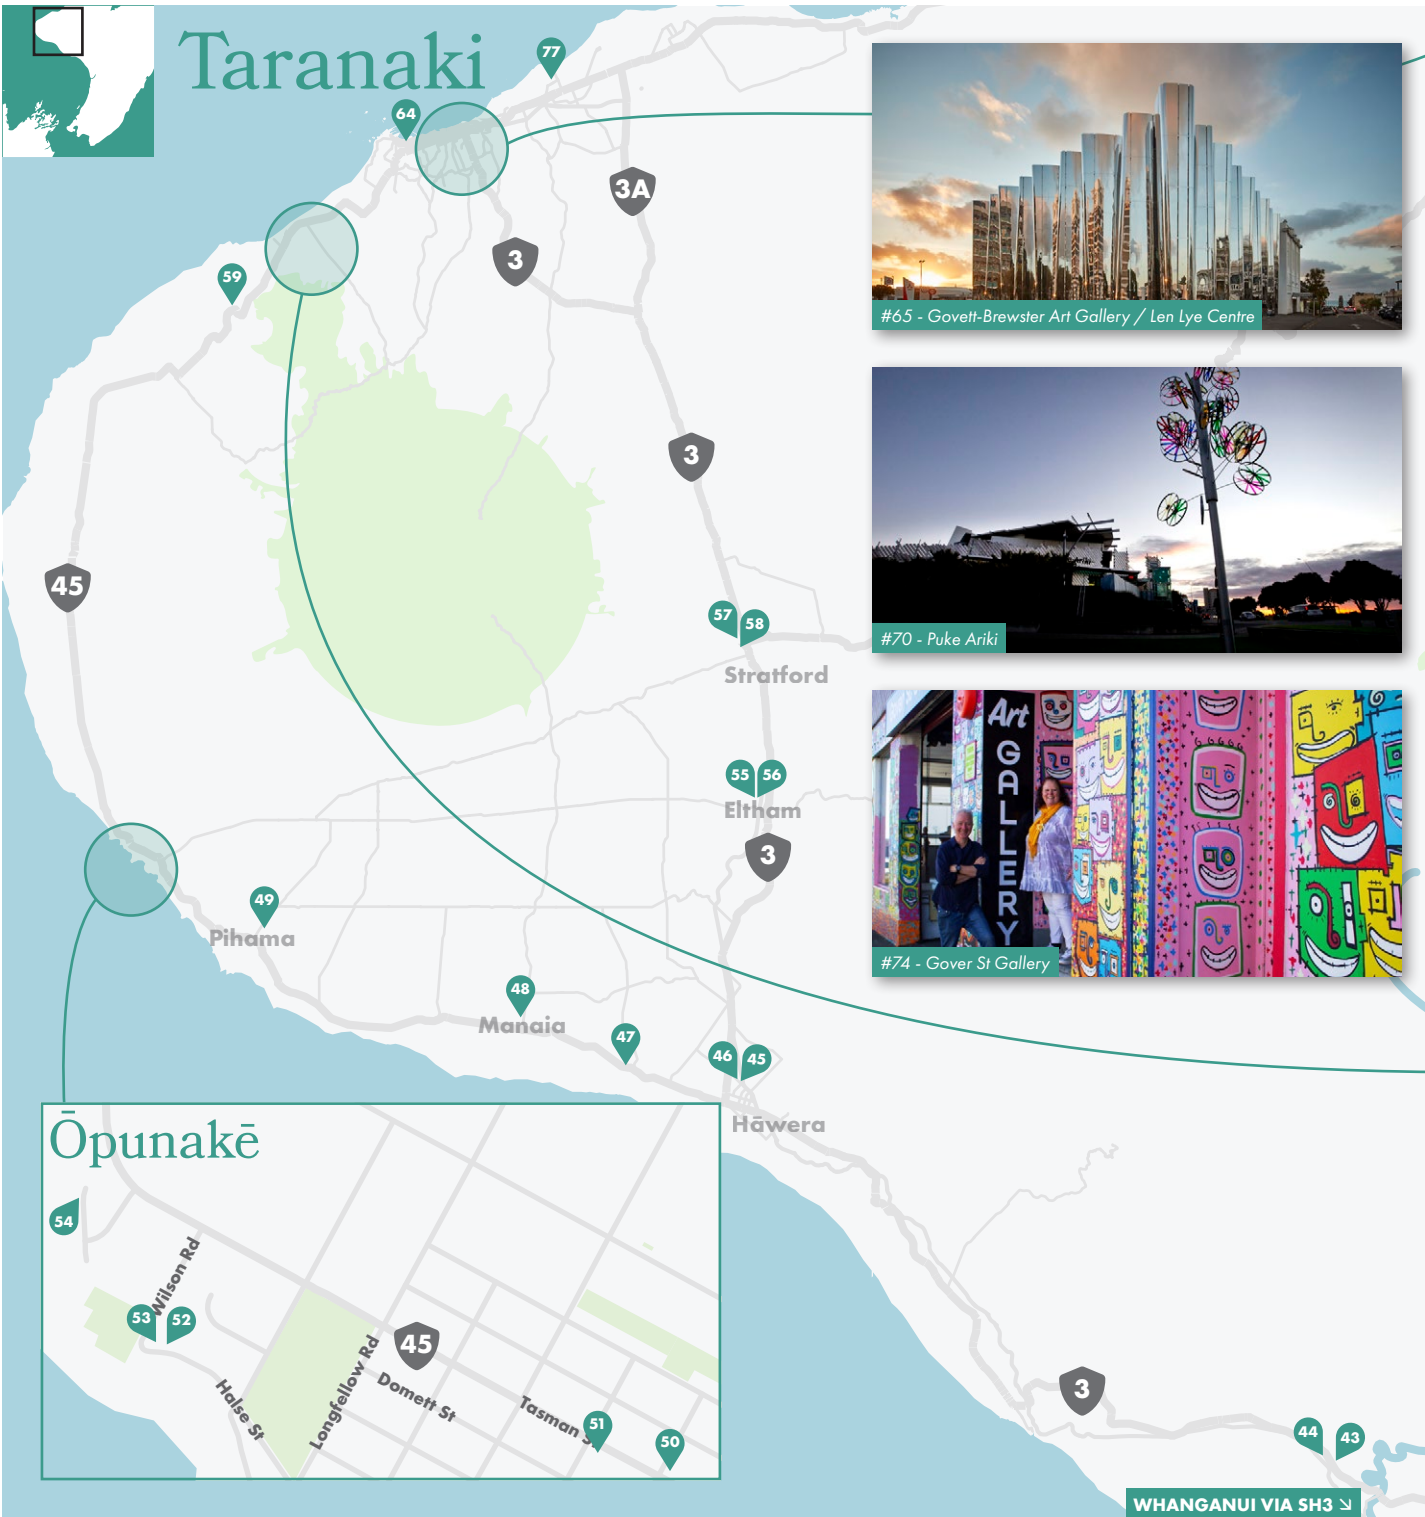 Taranaki
77
64
3A
3
59
#65 - Govett-Brewster Art Gallery / Len Lye Centre
3
45
57
58
Stratford
#70 - Puke Ariki
55
56
Eltham
3
Art
GALLERY
#74 - Gover St Gallery
49
Pihama
48
Manaia
47
46
45
Hāwera
Ōpunakē
54
Wilson Rd
53
52
45
Longfellow Rd
Halse St
Domett St
Tasman S
51
50
3
44
43
WHANGANUI VIA SH3 ↘